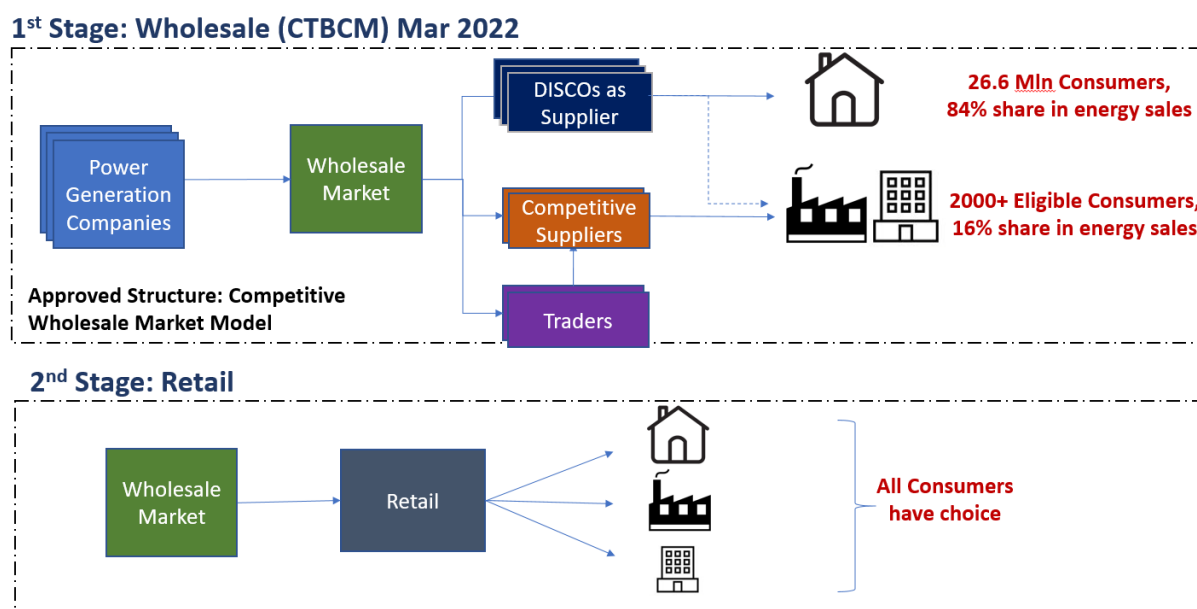 1st Stage: Wholesale (CTBCM) Mar 2022
Power
Generation
Companies
Wholesale
Market
DISCOs as
Supplier
Competitive
Suppliers
Traders
26.6 Mln Consumers,
84% share in energy sales
2000+ Eligible Consumers,
16% share in energy sales
Approved Structure: Competitive
Wholesale Market Model
2nd Stage: Retail
Wholesale
Market
Retail
All Consumers
have choice